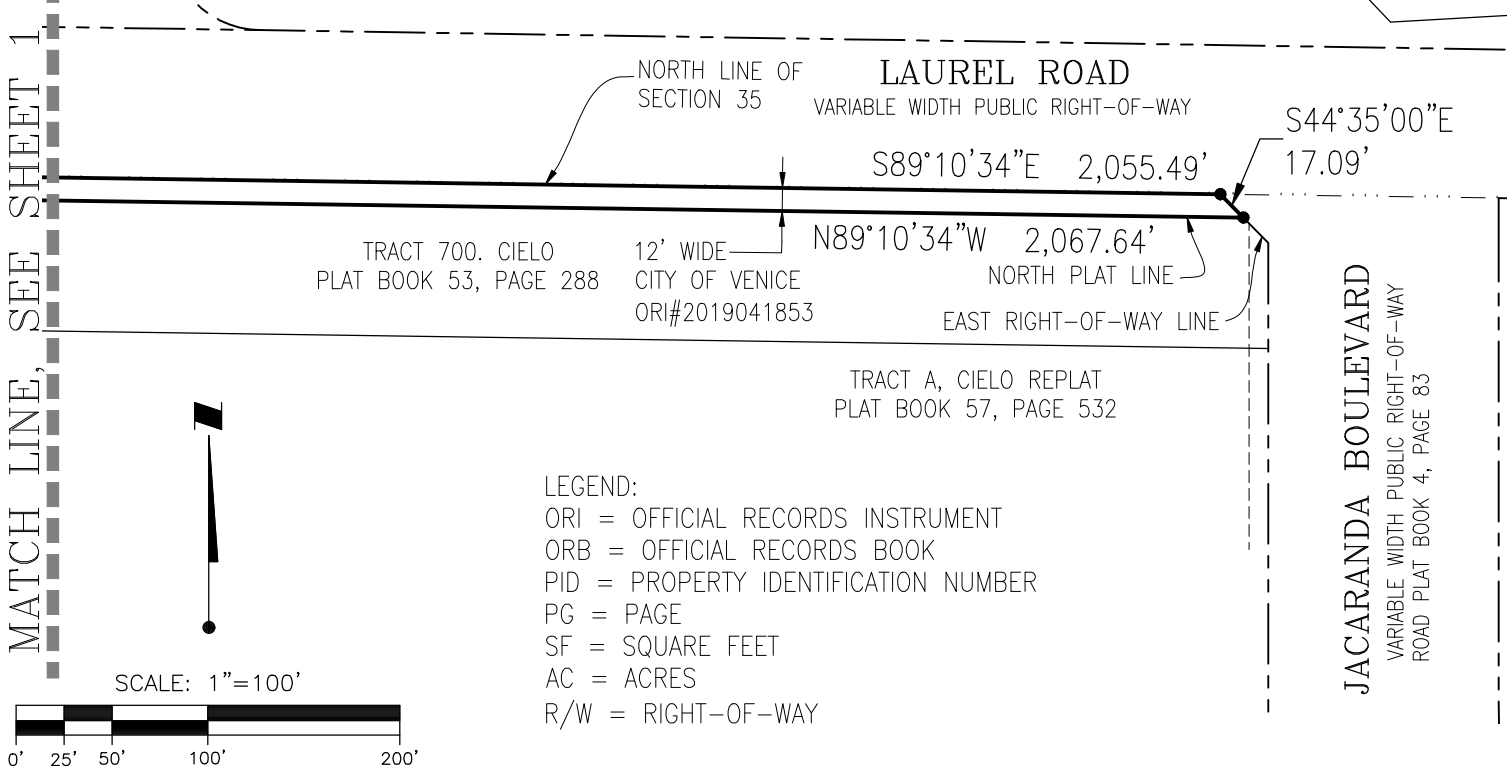 MATCH LINE, SEE SHEET 1
NORTH LINE OF
SECTION 35
LAUREL ROAD
VARIABLE WIDTH PUBLIC RIGHT-OF-WAY
S44°35'00"E
17.09'
S89°10'34"E 2,055.49'
N89°10'34"W 2,067.64'
TRACT 700. CIELO
PLAT BOOK 53, PAGE 288
12' WIDE
CITY OF VENICE
ORI#2019041853
NORTH PLAT LINE
EAST RIGHT-OF-WAY LINE
TRACT A, CIELO REPLAT
PLAT BOOK 57, PAGE 532
JACARANDA BOULEVARD
VARIABLE WIDTH PUBLIC RIGHT-OF-WAY
ROAD PLAT BOOK 4, PAGE 83
N
LEGEND:
ORI = OFFICIAL RECORDS INSTRUMENT
ORB = OFFICIAL RECORDS BOOK
PID = PROPERTY IDENTIFICATION NUMBER
PG = PAGE
SF = SQUARE FEET
AC = ACRES
R/W = RIGHT-OF-WAY
SCALE: 1"=100'
0' 25' 50' 100' 200'